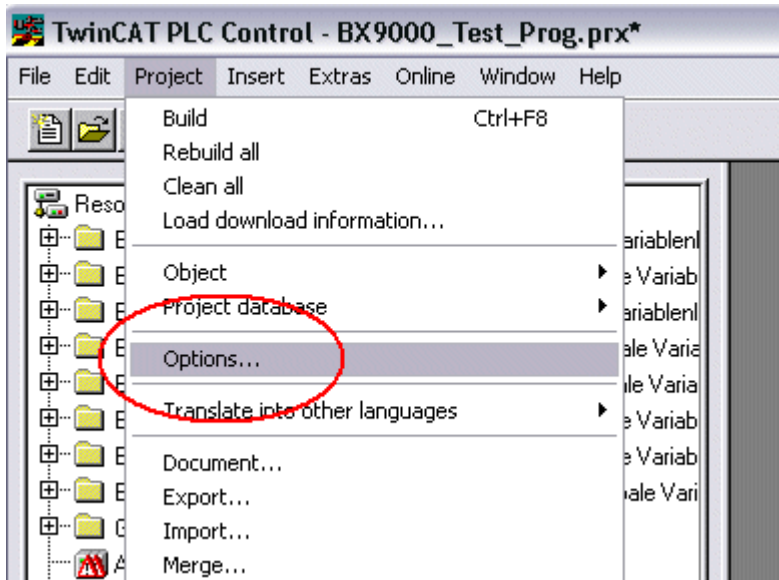 TwinCAT PLC Control - BX9000_Test_Prog.prx*
File Edit Project Insert Extras Online Window Help
Build Ctrl+F8
Rebuild all
Clean all
Load download information...
Object
Project database
Options...
Translate into other languages
Document...
Export...
Import...
Merge...